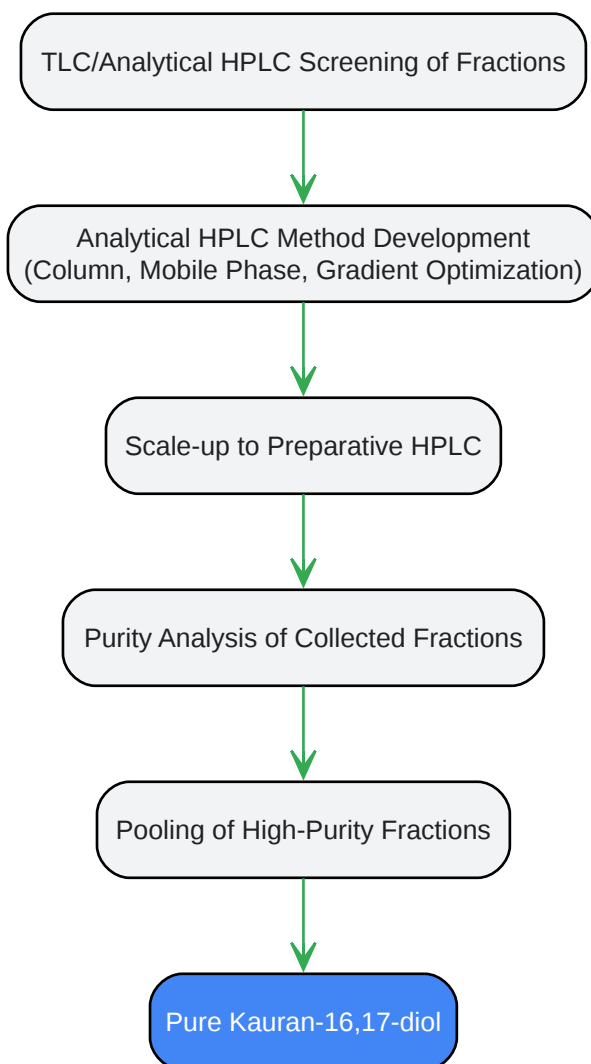 TLC/Analytical HPLC Screening of Fractions
Analytical HPLC Method Development
(Column, Mobile Phase, Gradient Optimization)
Scale-up to Preparative HPLC
Purity Analysis of Collected Fractions
Pooling of High-Purity Fractions
Pure Kauran-16,17-diol